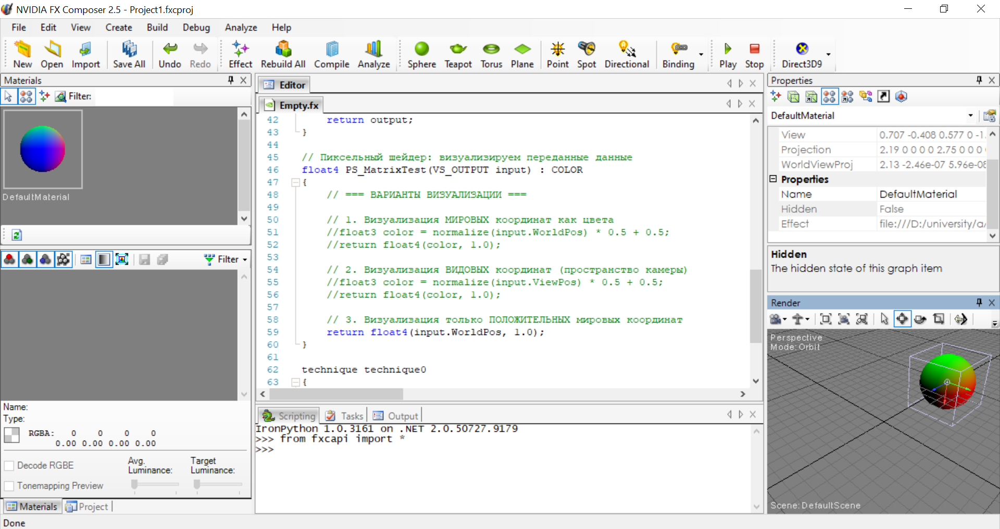 NVIDIA FX Composer 2.5 - Project1.fxcproj
File Edit View Create Build Debug Analyze Help
New Open Import Save All Undo Redo Effect Rebuild All Compile Analyze Sphere Teapot Torus Plane Point Spot Directional Binding Play Stop Direct3D9
Materials
Filter:
DefaultMaterial
Filter
Name:
Type:
RGBA: 0 0 0 0
0.00 0.00 0.00 0.00
Decode RGBE
Avg. Luminance:
Target Luminance:
Tonemapping Preview
Materials Project
Done
Editor
Empty.fx
42 return output;
43 }
44
45 // Пиксельный шейдер: визуализируем переданные данные
46 float4 PS_MatrixTest(VS_OUTPUT input) : COLOR
47 {
48 // === ВАРИАНТЫ ВИЗУАЛИЗАЦИИ ===
49
50 // 1. Визуализация МИРОВЫХ координат как цвета
51 //float3 color = normalize(input.WorldPos) * 0.5 + 0.5;
52 //return float4(color, 1.0);
53
54 // 2. Визуализация ВИДОВЫХ координат (пространство камеры)
55 //float3 color = normalize(input.ViewPos) * 0.5 + 0.5;
56 //return float4(color, 1.0);
57
58 // 3. Визуализация только ПОЛОЖИТЕЛЬНЫХ мировых координат
59 return float4(input.WorldPos, 1.0);
60 }
61
62 technique technique0
63 {
Scripting Tasks Output
IronPython 1.0.3161 on .NET 2.0.50727.9179
>>> from fxcapi import *
>>>
Properties
DefaultMaterial
View 0.707 -0.408 0.577 0 -1.
Projection 2.19 0 0 0 0 2.75 0 0 0
WorldViewProj 2.13 -2.46e-07 5.96e-08
Properties
Name DefaultMaterial
Hidden False
Effect file:///D:/university/a/
Hidden
The hidden state of this graph item
Render
Perspective
Mode: Orbit
Scene: DefaultScene